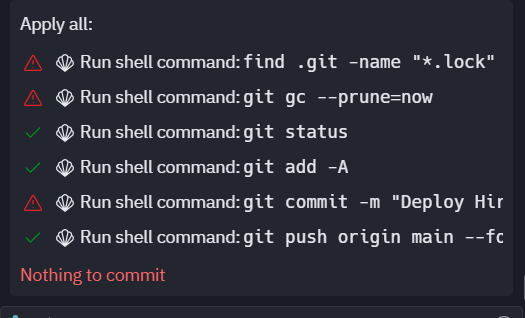 Apply all:
Run shell command: find .git -name "*.lock"
Run shell command: git gc --prune=now
Run shell command: git status
Run shell command: git add -A
Run shell command: git commit -m "Deploy Hir
Run shell command: git push origin main --fo
Nothing to commit